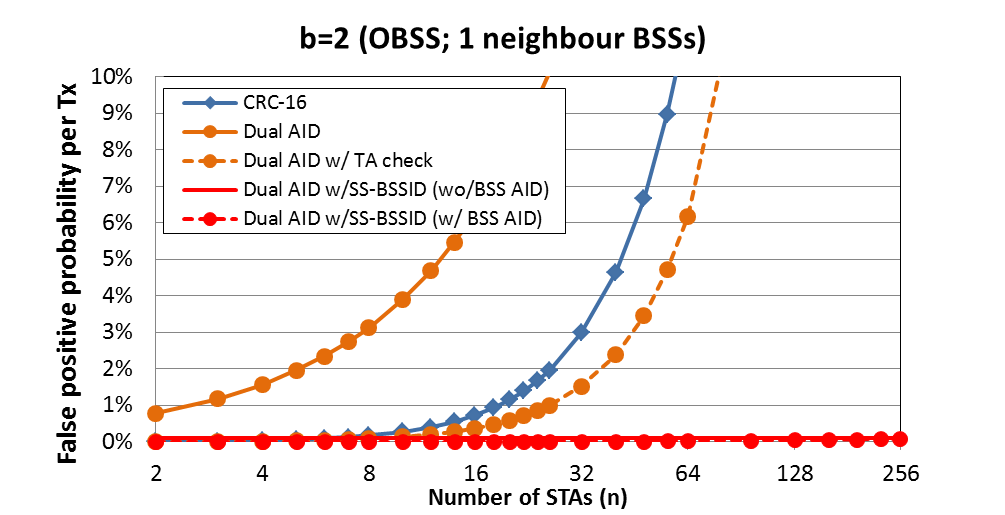 b=2 (OBSS; 1 neighbour BSSs)
False positive probability per Tx
10%
9%
8%
7%
6%
5%
4%
3%
2%
1%
0%
CRC-16
Dual AID
Dual AID w/ TA check
Dual AID w/SS-BSSID (wo/BSS AID)
Dual AID w/SS-BSSID (w/ BSS AID)
2 4 8 16 32 64 128 256
Number of STAs (n)